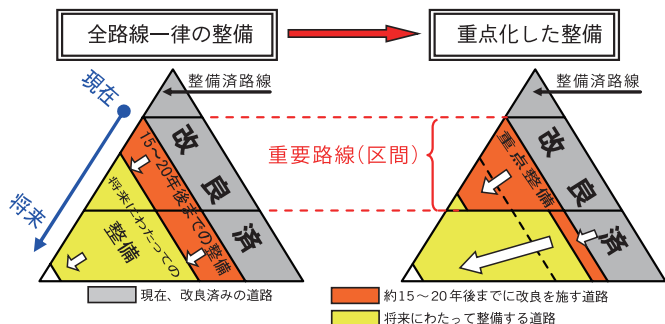 全路線一律の整備
重点化した整備
現在
将来
整備済路線
改良済
15～20年後までの整備
将来にわたっての
整備
重要路線(区間)
整備済路線
改良済
重点整備
現在、改良済みの道路
約15～20年後までに改良を施す道路
将来にわたって整備する道路